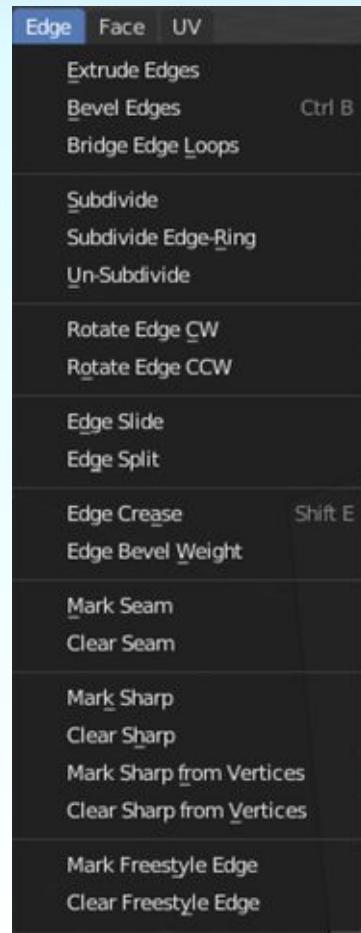 Edge Face UV
Extrude Edges
Bevel Edges Ctrl B
Bridge Edge Loops
Subdivide
Subdivide Edge-Ring
Un-Subdivide
Rotate Edge CW
Rotate Edge CCW
Edge Slide
Edge Split
Edge Crease Shift E
Edge Bevel Weight
Mark Seam
Clear Seam
Mark Sharp
Clear Sharp
Mark Sharp from Vertices
Clear Sharp from Vertices
Mark Freestyle Edge
Clear Freestyle Edge